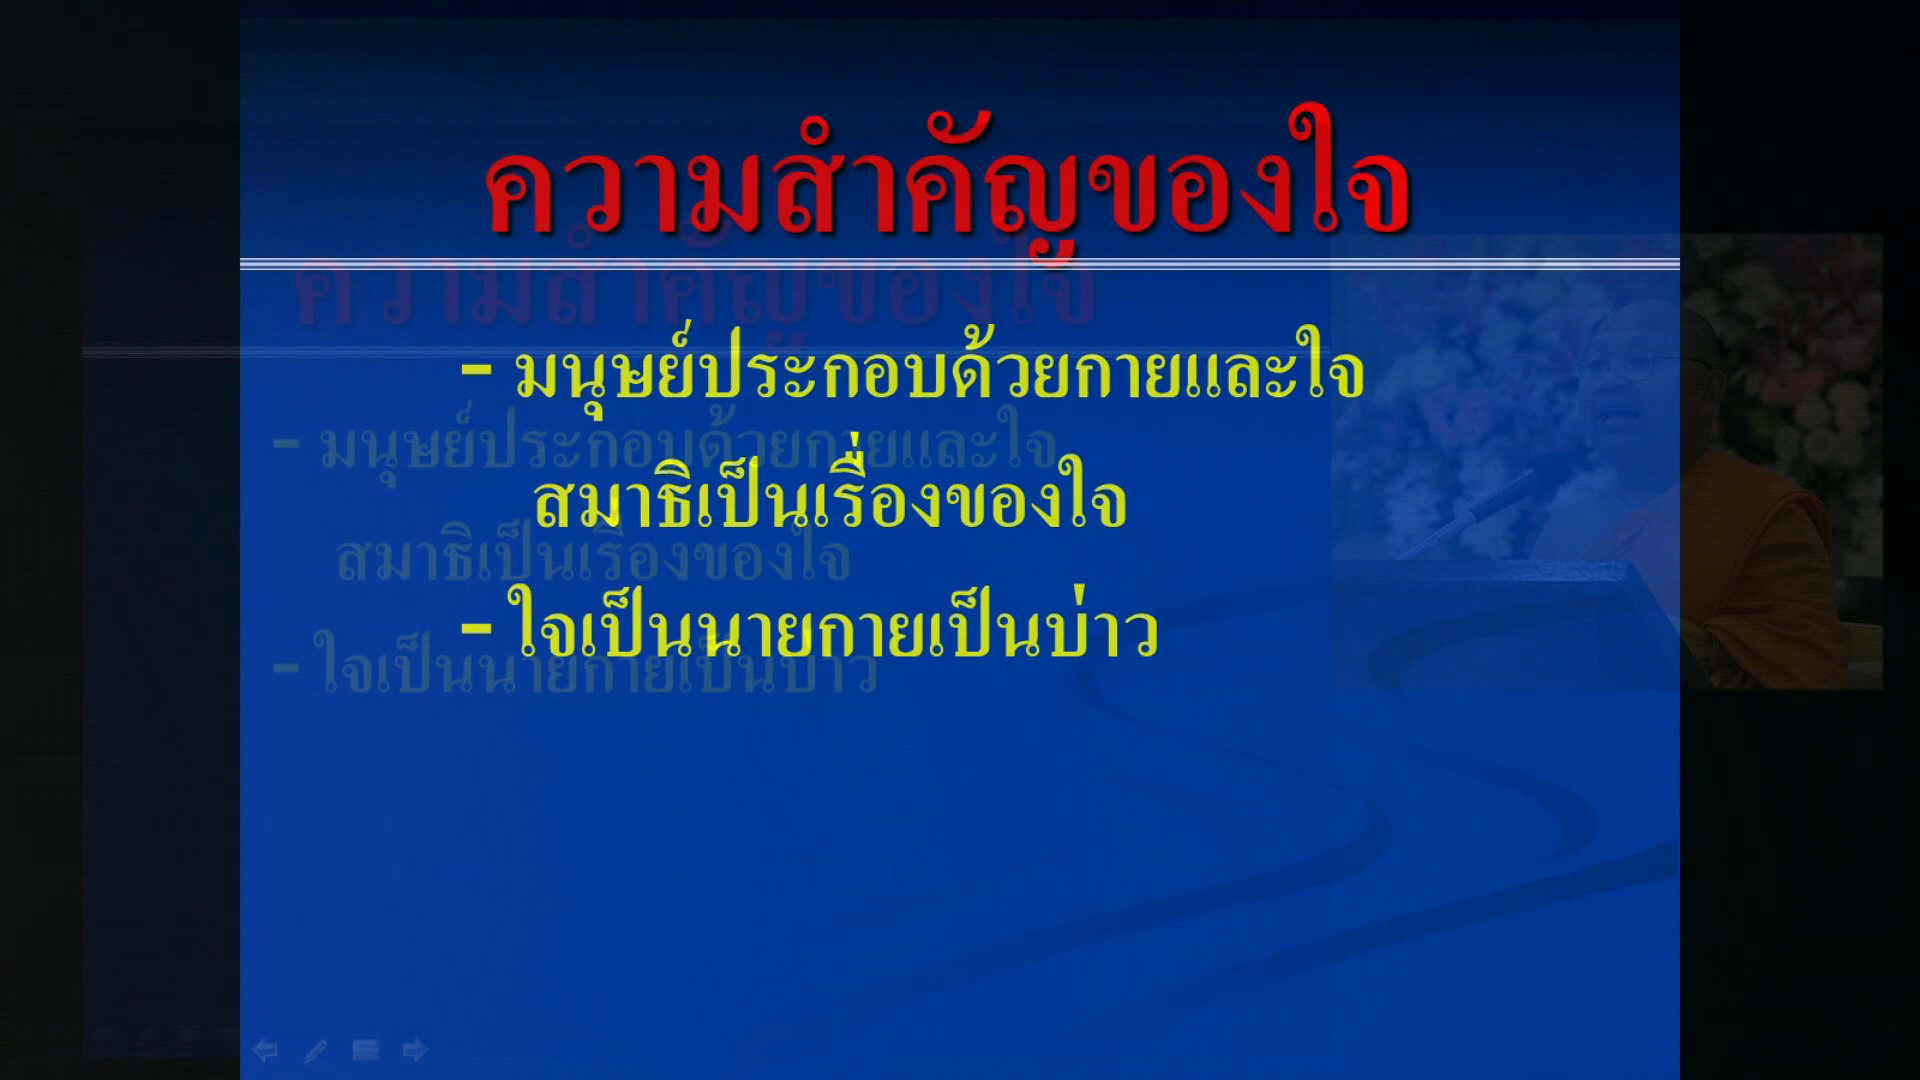 ความสำคัญของใจ
- มนุษย์ประกอบด้วยกายและใจ
สมาธิเป็นเรื่องของใจ
- ใจเป็นนายกายเป็นบ่าว